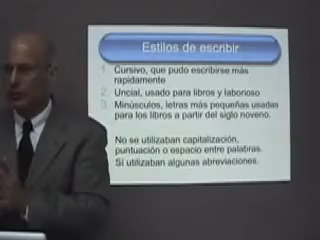 Estilos de escribir
1. Cursivo, que pudo escribirse más
rapidamente
2. Uncial, usado para libros y laborioso
3. Minúsculos, letras más pequeñas usadas
para los libros a partir del siglo noveno.
No se utilizaban capitalización,
puntuación o espacio entre palabras.
Sí utilizaban algunas abreviaciones.